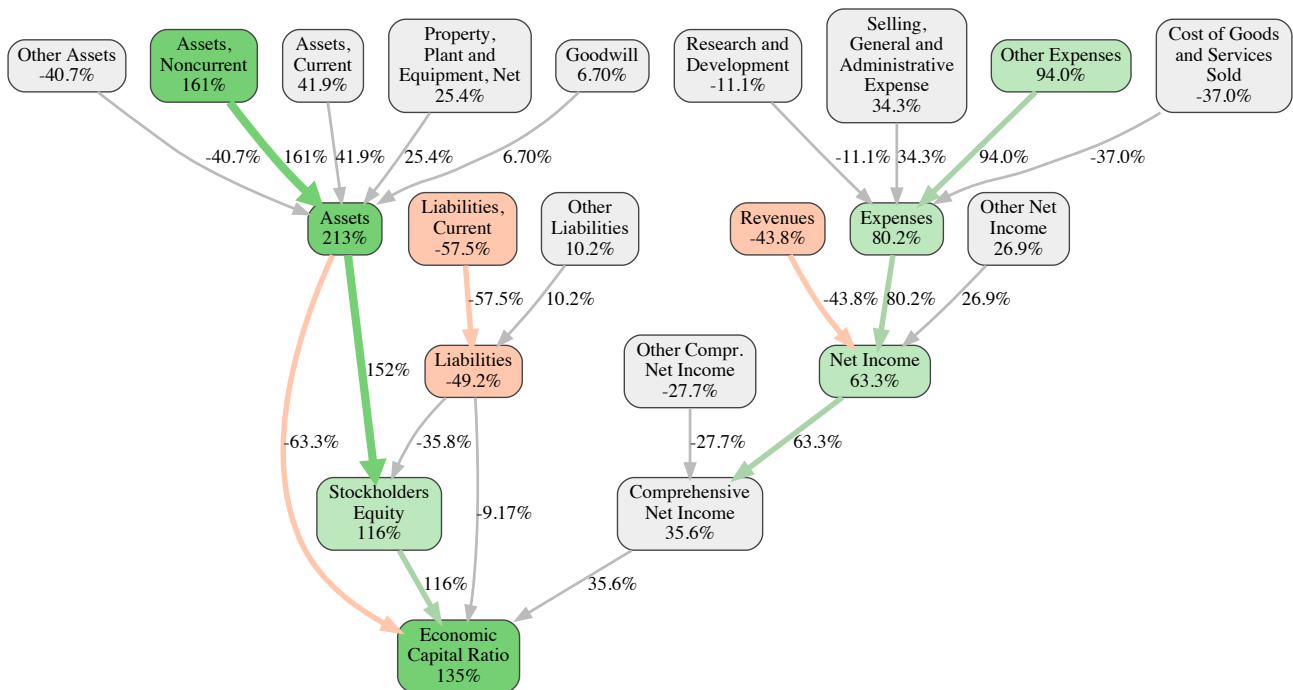 Other Assets
-40.7%
Assets,
Noncurrent
161%
Assets,
Current
41.9%
Property,
Plant and
Equipment, Net
25.4%
Goodwill
6.70%
Research and
Development
-11.1%
Selling,
General and
Administrative
Expense
34.3%
Other Expenses
94.0%
Cost of Goods
and Services
Sold
-37.0%
-40.7%
161%
41.9%
25.4%
6.70%
-11.1%
34.3%
94.0%
-37.0%
Assets
213%
Liabilities,
Current
-57.5%
Other
Liabilities
10.2%
Revenues
-43.8%
Expenses
80.2%
Other Net
Income
26.9%
-57.5%
10.2%
-43.8%
80.2%
26.9%
Liabilities
-49.2%
Other Compr.
Net Income
-27.7%
Net Income
63.3%
152%
-63.3%
-35.8%
-27.7%
63.3%
Stockholders
Equity
116%
-9.17%
Comprehensive
Net Income
35.6%
116%
35.6%
Economic
Capital Ratio
135%